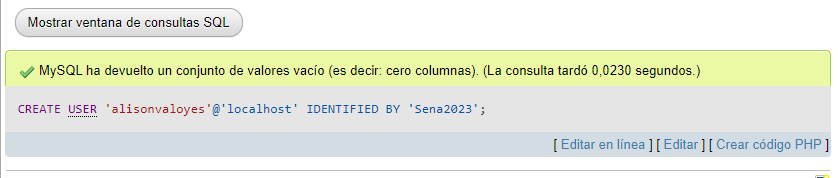 Mostrar ventana de consultas SQL
MySQL ha devuelto un conjunto de valores vacío (es decir: cero columnas). (La consulta tardó 0,0230 segundos.)
CREATE USER 'alisonvaloyes'@'localhost' IDENTIFIED BY 'Sena2023';
[ Editar en línea ] [ Editar ] [ Crear código PHP ]